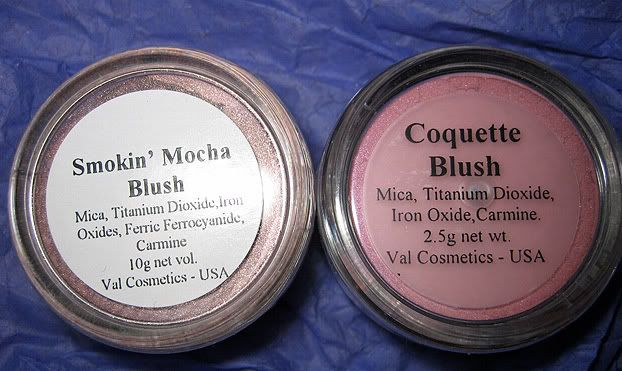 Smokin' Mocha
Blush
Mica, Titanium Dioxide,Iron
Oxides, Ferric Ferrocyanide,
Carmine
10g net vol.
Val Cosmetics - USA
Coquette
Blush
Mica, Titanium Dioxide,
Iron Oxide,Carmine.
2.5g net wt.
Val Cosmetics - USA